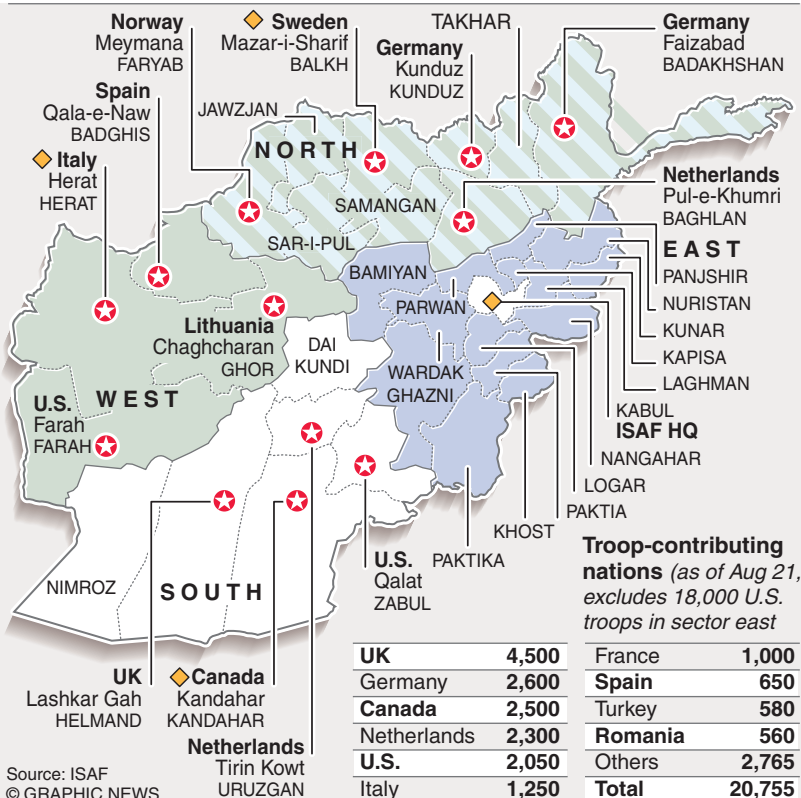 Norway
Meymana
FARYAB
Sweden
Mazar-i-Sharif
BALKH
TAKHAR
Germany
Kunduz
KUNDUZ
Germany
Faizabad
BADAKHSHAN
Spain
Qala-e-Naw
BADGHIS
JAWZJAN
NORTH
Italy
Herat
HERAT
SAMANGAN
SAR-I-PUL
Netherlands
Pul-e-Khumri
BAGHLAN
EAST
PANJSHIR
NURISTAN
KUNAR
KAPISA
LAGHMAN
KABUL
ISAF HQ
NANGAHAR
LOGAR
PAKTIA
KHOST
PAKTIKA
BAMIYAN
PARWAN
WARDAK
GHAZNI
Lithuania
Chaghcharan
GHOR
DAI
KUNDI
WEST
U.S.
Farah
FARAH
NIMROZ
SOUTH
U.S.
Qalat
ZABUL
UK
Lashkar Gah
HELMAND
Canada
Kandahar
KANDAHAR
Netherlands
Tirin Kowt
URUZGAN
Troop-contributing
nations (as of Aug 21,
excludes 18,000 U.S.
troops in sector east
UK 4,500
Germany 2,600
Canada 2,500
Netherlands 2,300
U.S. 2,050
Italy 1,250
France 1,000
Spain 650
Turkey 580
Romania 560
Others 2,765
Total 20,755
Source: ISAF
© GRAPHIC NEWS